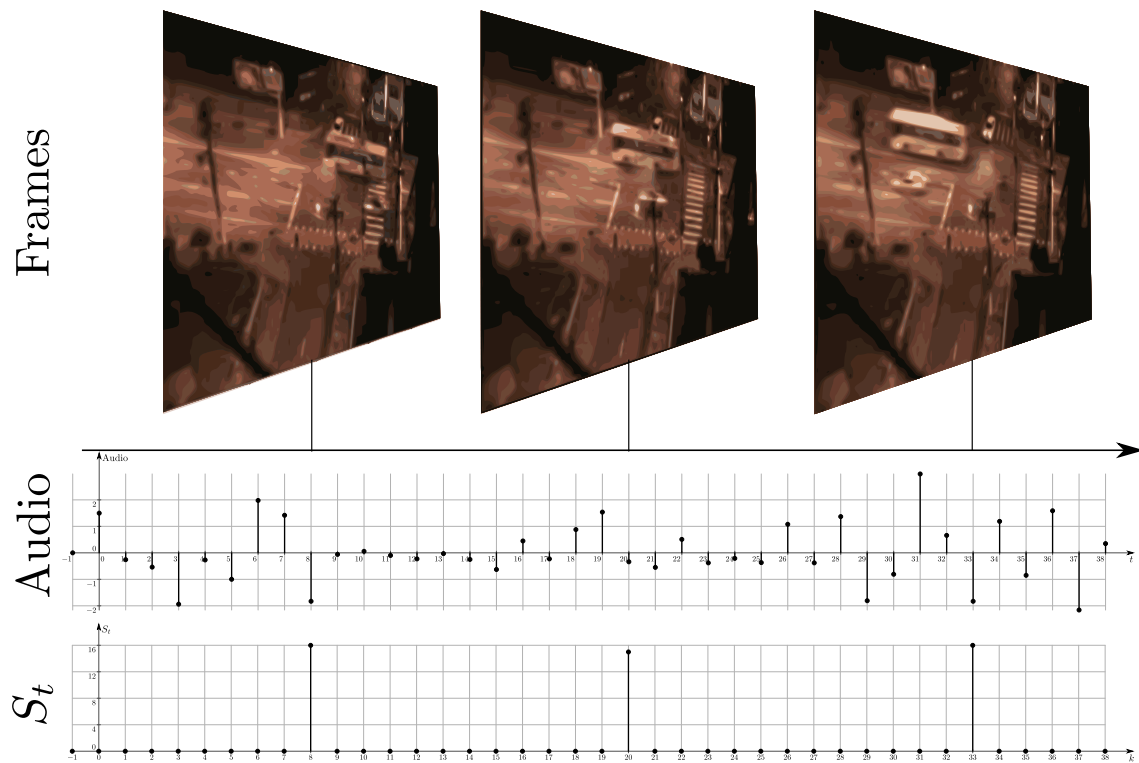 Frames
Audio
Audio
2
1
0
−1
−2
−1 0 1 2 3 4 5 6 7 8 9 10 11 12 13 14 15 16 17 18 19 20 21 22 23 24 25 26 27 28 29 30 31 32 33 34 35 36 37 38 t
S_t
S_t
16
12
8
4
0
−1 0 1 2 3 4 5 6 7 8 9 10 11 12 13 14 15 16 17 18 19 20 21 22 23 24 25 26 27 28 29 30 31 32 33 34 35 36 37 38 k